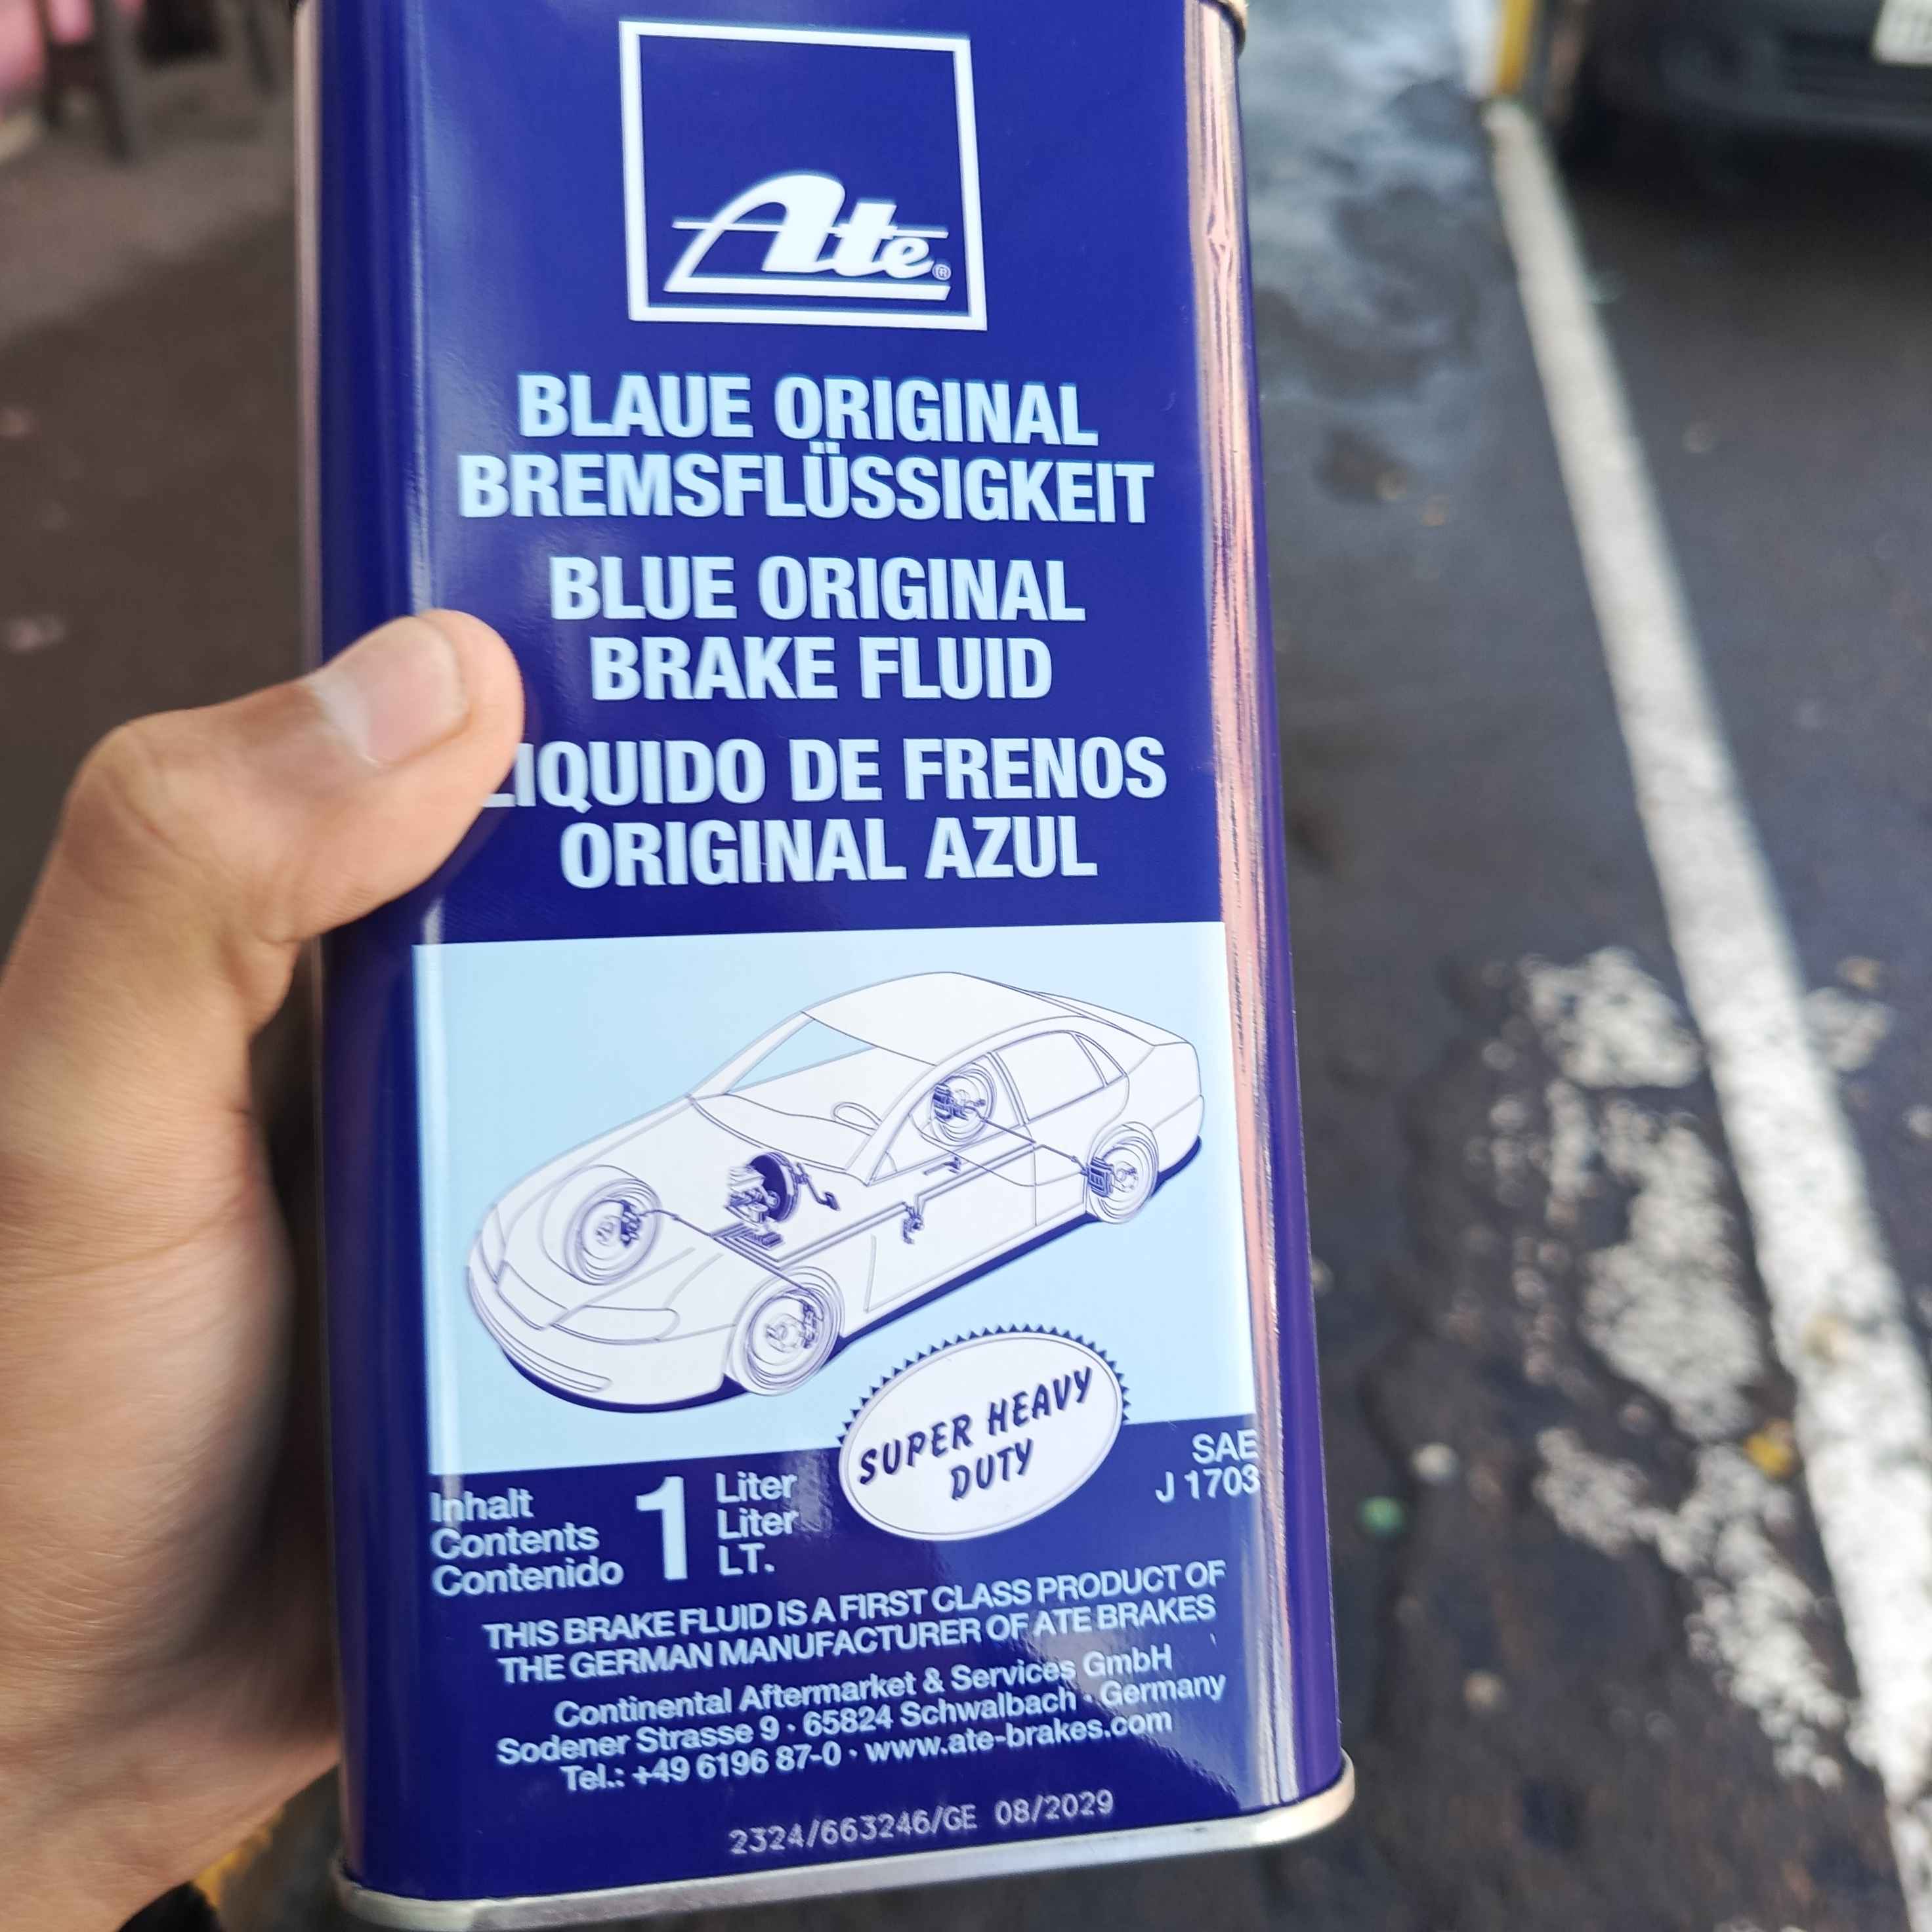 Ate®
BLAUE ORIGINAL
BREMSFLÜSSIGKEIT
BLUE ORIGINAL
BRAKE FLUID
LIQUIDO DE FRENOS
ORIGINAL AZUL
SUPER HEAVY
DUTY
SAE
J 1703
Inhalt
Contents
Contenido
1
Liter
Liter
LT.
THIS BRAKE FLUID IS A FIRST CLASS PRODUCT OF
THE GERMAN MANUFACTURER OF ATE BRAKES
Continental Aftermarket & Services GmbH
Sodener Strasse 9 · 65824 Schwalbach · Germany
Tel.: +49 6196 87-0 · www.ate-brakes.com
2324/663246/GE 08/2029